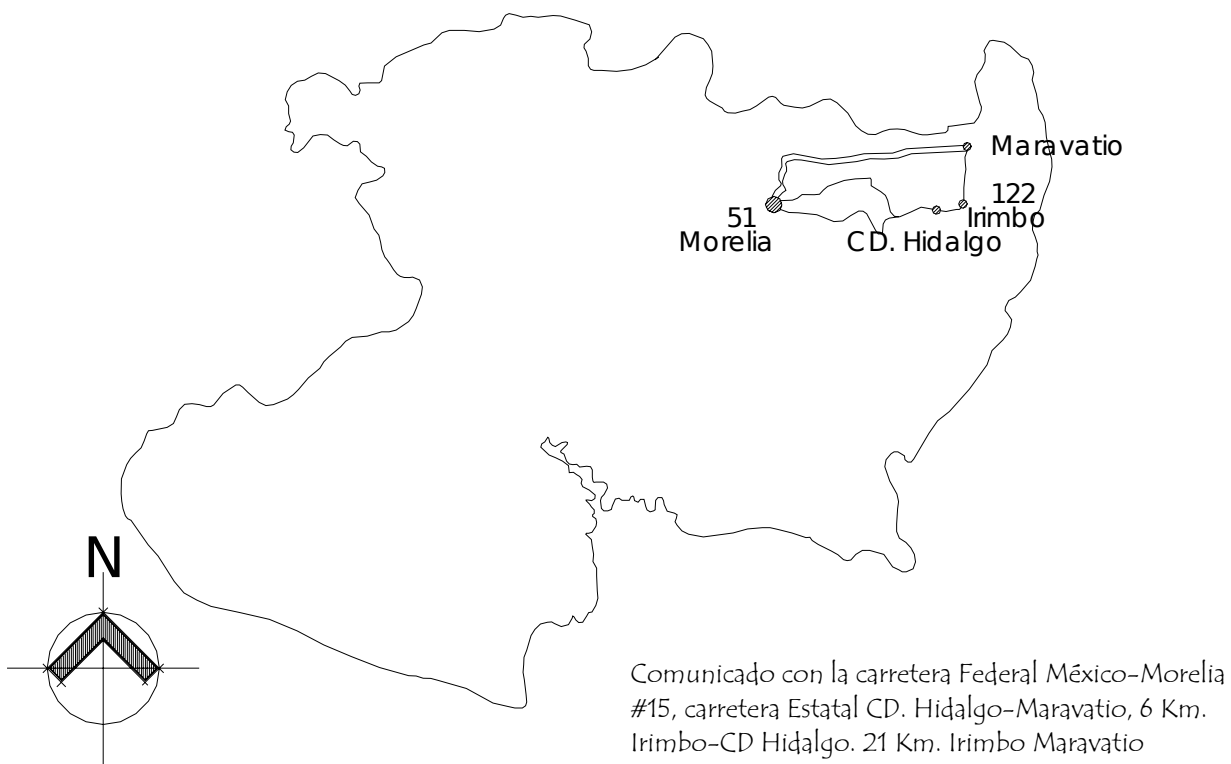 Maravatio
122
Irimbo
51
Morelia
CD. Hidalgo
N
Comunicado con la carretera Federal México-Morelia
#15, carretera Estatal CD. Hidalgo-Maravatio, 6 Km.
Irimbo-CD Hidalgo. 21 Km. Irimbo Maravatio